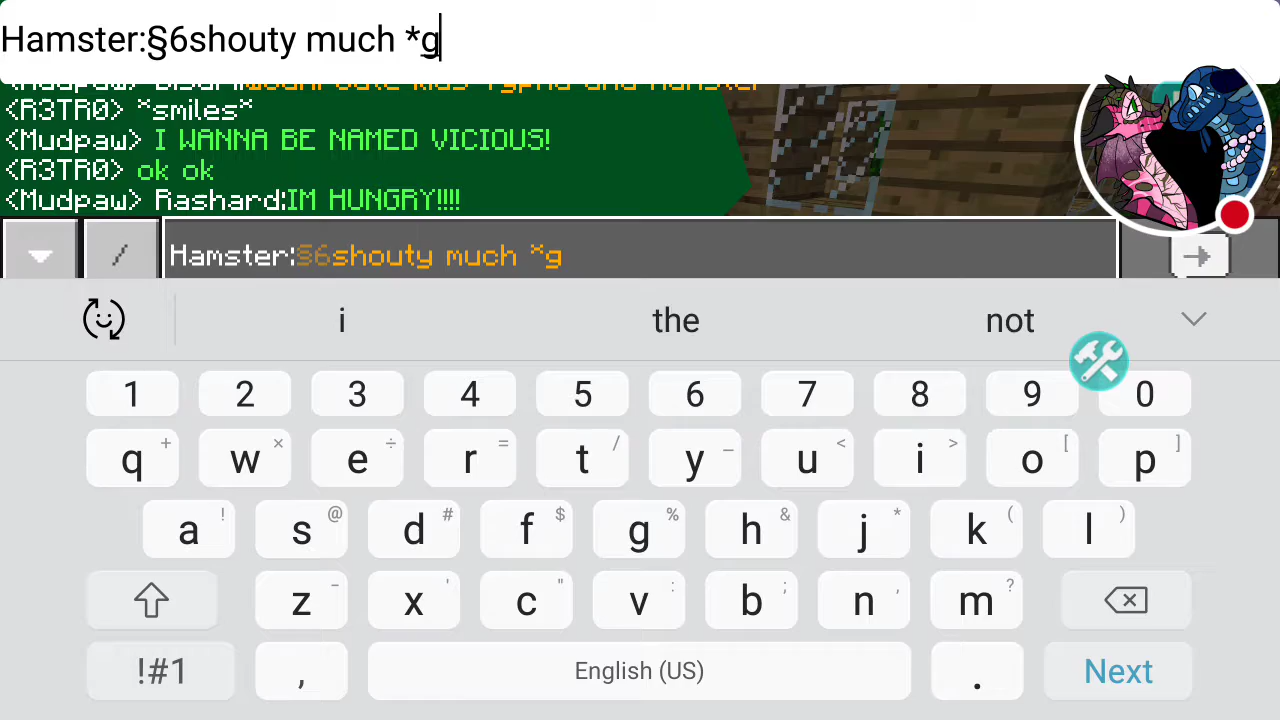 Hamster:§6shouty much *g
<R3TR0> *smiles*
<Mudpaw> I WANNA BE NAMED VICIOUS!
<R3TR0> ok ok
<Mudpaw> Rashard:IM HUNGRY!!!!
/ Hamster:§6shouty much *g
i the not
1 2 3 4 5 6 7 8 9 0
q + w × e ÷ r = t / y _ u < i > o [ p ]
a ! s @ d # f $ g % h & j * k ( l )
z - x ' c " v : b ; n , m ?
!#1 , English (US) . Next